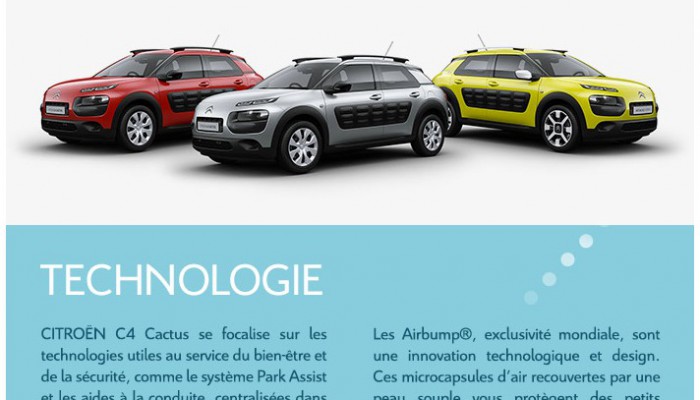 TECHNOLOGIE
CITROËN C4 Cactus se focalise sur les
technologies utiles au service du bien-être et
de la sécurité, comme le système Park Assist
et les aides à la conduite, centralisées dans
Les Airbump®, exclusivité mondiale, sont
une innovation technologique et design.
Ces microcapsules d'air recouvertes par une
peau souple vous protègent des petits